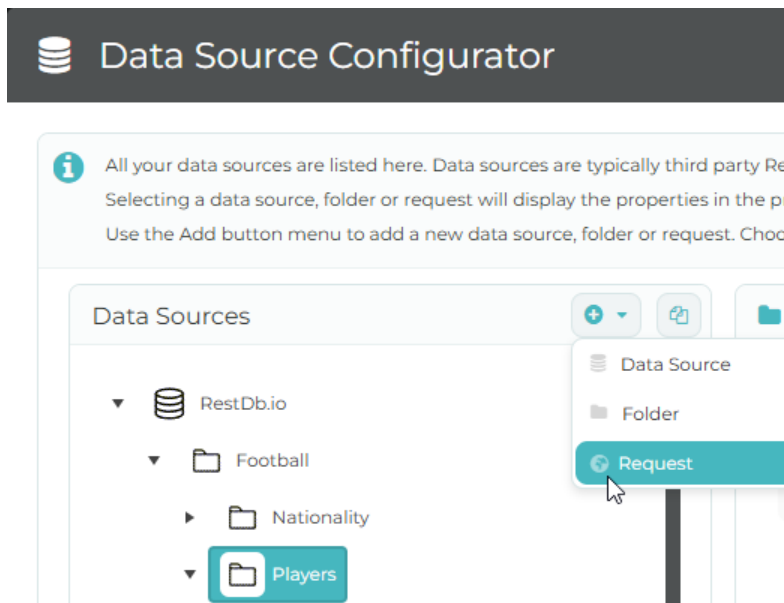 Data Source Configurator
All your data sources are listed here. Data sources are typically third party
Selecting a data source, folder or request will display the properties in the
Use the Add button menu to add a new data source, folder or request.
Data Sources
Data Source
RestDb.io
Folder
Football
Request
Nationality
Players